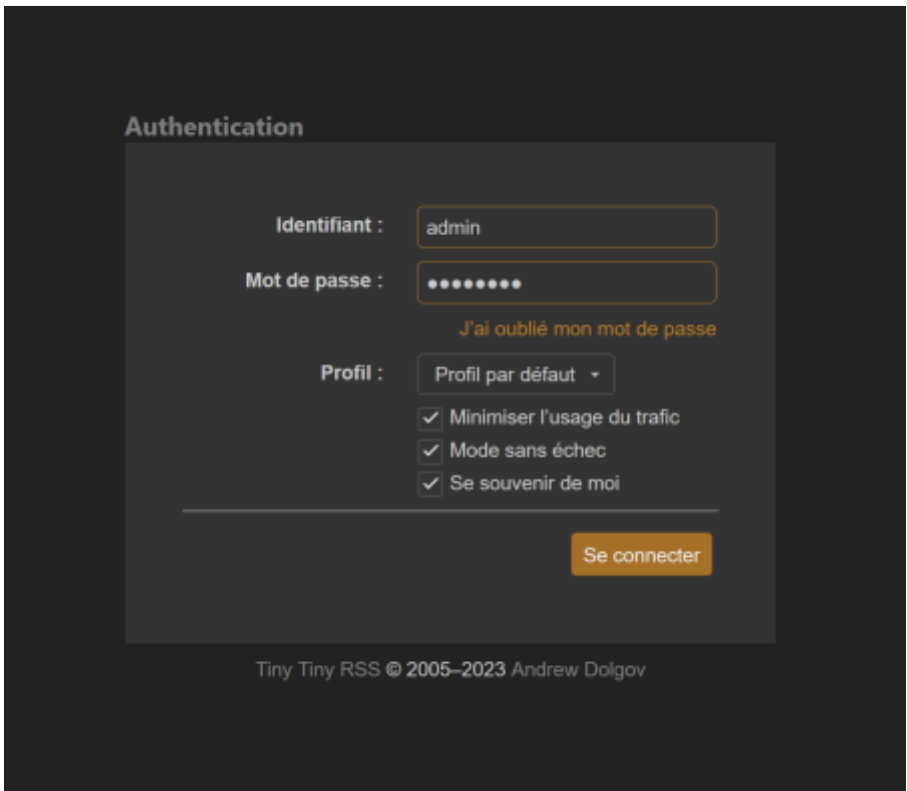 Authentication
Identifiant :
admin
Mot de passe :
●●●●●●●●
J'ai oublié mon mot de passe
Profil :
Profil par défaut
Minimiser l'usage du trafic
Mode sans échec
Se souvenir de moi
Se connecter
Tiny Tiny RSS © 2005–2023 Andrew Dolgov